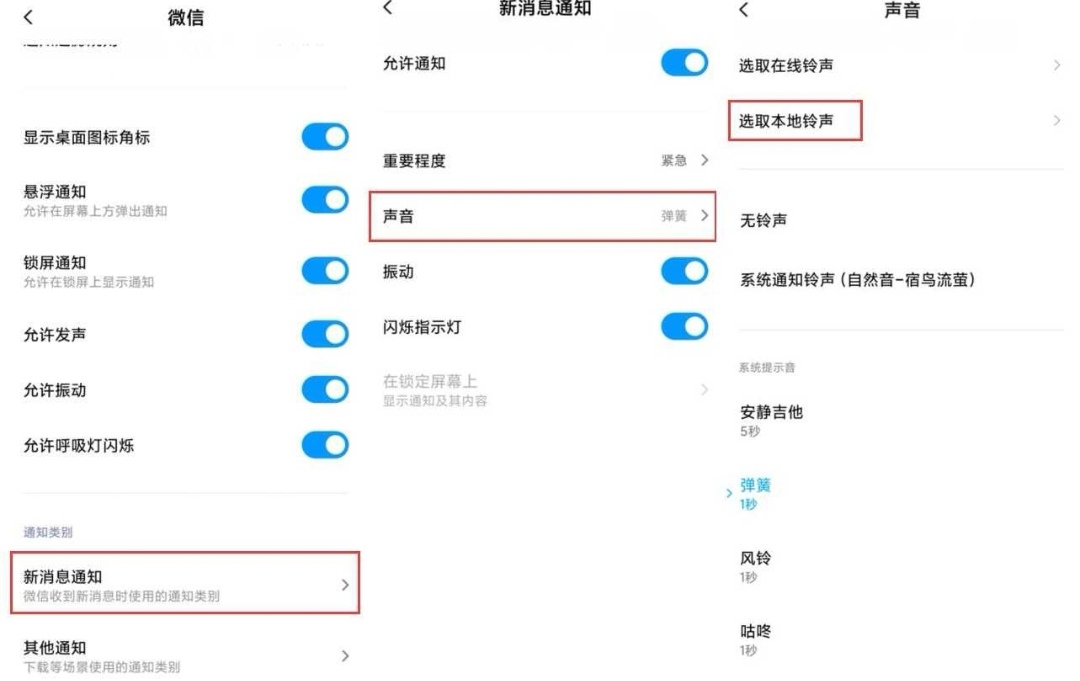 微信
显示桌面图标角标
悬浮通知
允许在屏幕上方弹出通知
锁屏通知
允许在锁屏上显示通知
允许发声
允许振动
允许呼吸灯闪烁
通知类别
新消息通知
微信收到新消息时使用的通知类别
其他通知
下载等场景使用的通知类别
新消息通知
允许通知
重要程度 紧急
声音 弹簧
振动
闪烁指示灯
在锁定屏幕上
显示通知及其内容
声音
选取在线铃声
选取本地铃声
无铃声
系统通知铃声（自然音-宿鸟流萤）
系统提示音
安静吉他
5秒
弹簧
1秒
风铃
1秒
咕咚
1秒